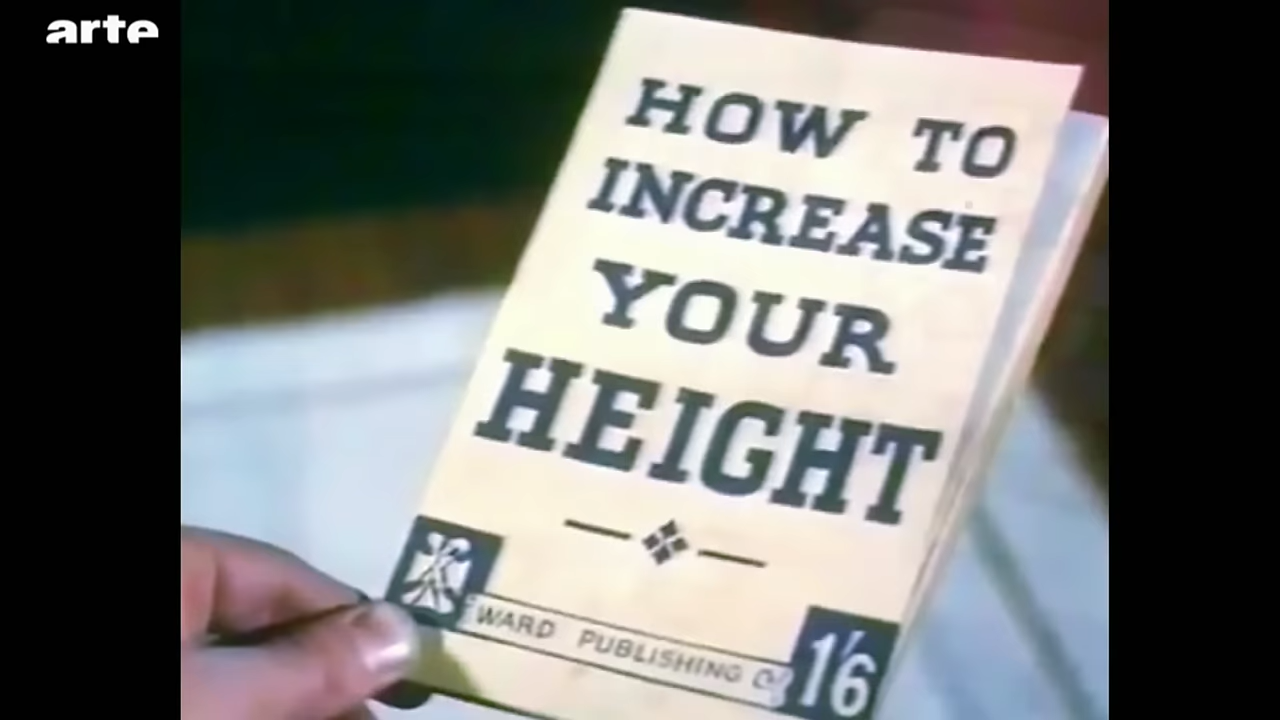 arte
HOW TO
INCREASE
YOUR
HEIGHT
WARD PUBLISHING
1'6